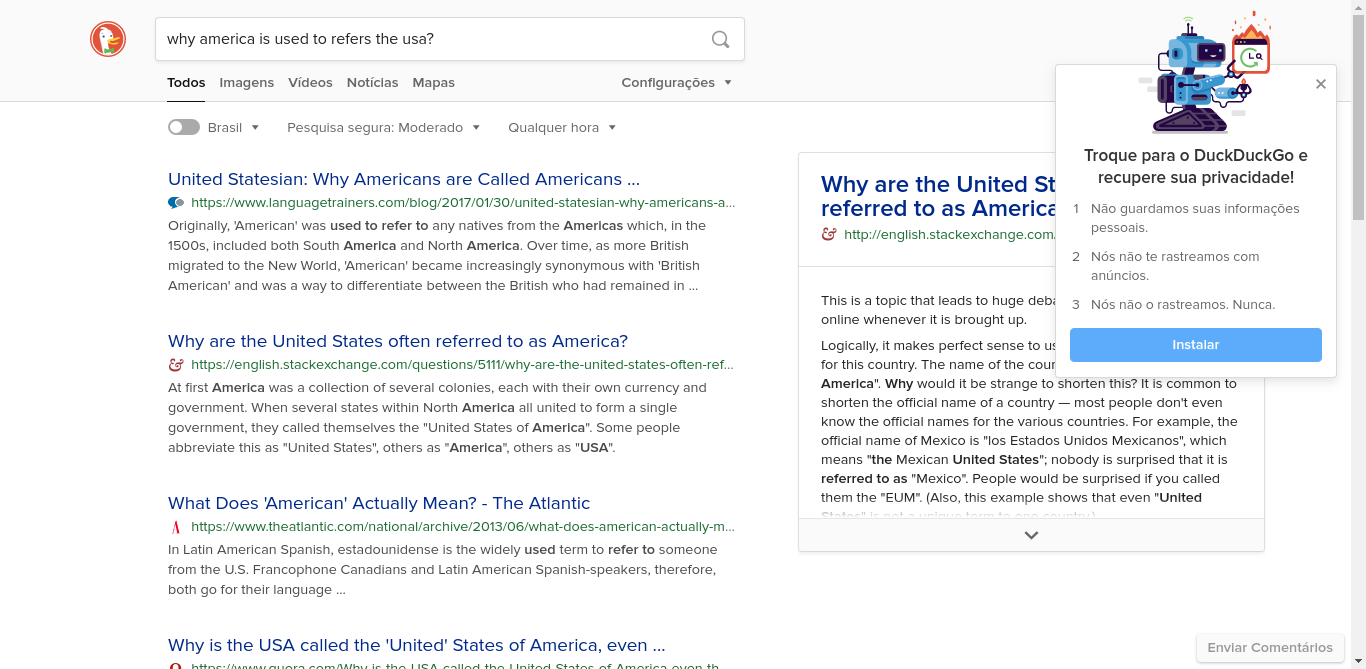 why america is used to refers the usa?
Todos Imagens Vídeos Notícias Mapas Configurações
Brasil Pesquisa segura: Moderado Qualquer hora
United Statesian: Why Americans are Called Americans ...
https://www.languagetrainers.com/blog/2017/01/30/united-statesian-why-americans-a...
Originally, 'American' was used to refer to any natives from the Americas which, in the
1500s, included both South America and North America. Over time, as more British
migrated to the New World, 'American' became increasingly synonymous with 'British
American' and was a way to differentiate between the British who had remained in ...
Why are the United States often referred to as America?
https://english.stackexchange.com/questions/5111/why-are-the-united-states-often-ref...
At first America was a collection of several colonies, each with their own currency and
government. When several states within North America all united to form a single
government, they called themselves the "United States of America". Some people
abbreviate this as "United States", others as "America", others as "USA".
What Does 'American' Actually Mean? - The Atlantic
https://www.theatlantic.com/national/archive/2013/06/what-does-american-actually-m...
In Latin American Spanish, estadounidense is the widely used term to refer to someone
from the U.S. Francophone Canadians and Latin American Spanish-speakers, therefore,
both go for their language ...
Why is the USA called the 'United' States of America, even ...
https://www.quora.com/Why-is-the-USA-called-the-United-States-of-America-even-th...
Why are the United St
referred to as America
http://english.stackexchange.com/
This is a topic that leads to huge deba
online whenever it is brought up.
Logically, it makes perfect sense to us
for this country. The name of the coun
America". Why would it be strange to shorten this? It is common to
shorten the official name of a country — most people don't even
know the official names for the various countries. For example, the
official name of Mexico is "los Estados Unidos Mexicanos", which
means "the Mexican United States"; nobody is surprised that it is
referred to as "Mexico". People would be surprised if you called
them the "EUM". (Also, this example shows that even "United
States" is not a unique term to one country.)
Troque para o DuckDuckGo e
recupere sua privacidade!
1 Não guardamos suas informações
pessoais.
2 Nós não te rastreamos com
anúncios.
3 Nós não o rastreamos. Nunca.
Instalar
Enviar Comentários